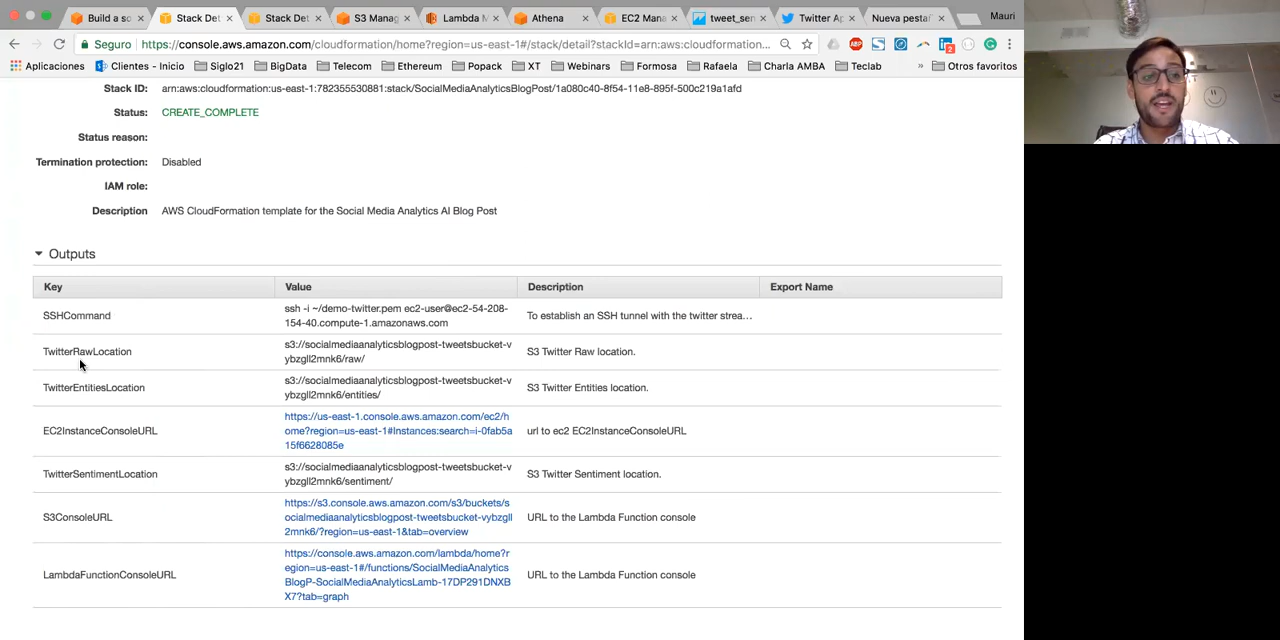 Build a so
Stack Det
Stack Det
S3 Manag
Lambda M
Athena
EC2 Mana
tweet_sen
Twitter Ap
Nueva pestañ
Mauri
Seguro
https://console.aws.amazon.com/cloudformation/home?region=us-east-1#/stack/detail?stackId=arn:aws:cloudformation...
Aplicaciones
Clientes - Inicio
Siglo21
BigData
Telecom
Ethereum
Popack
XT
Webinars
Formosa
Rafaela
Charla AMBA
Teclab
»
Otros favoritos
Stack ID: arn:aws:cloudformation:us-east-1:782355530881:stack/SocialMediaAnalyticsBlogPost/1a080c40-8f54-11e8-895f-500c219a1afd
Status: CREATE_COMPLETE
Status reason:
Termination protection: Disabled
IAM role:
Description AWS CloudFormation template for the Social Media Analytics AI Blog Post
Outputs
Key Value Description Export Name
SSHCommand
ssh -i ~/demo-twitter.pem ec2-user@ec2-54-208-
154-40.compute-1.amazonaws.com
To establish an SSH tunnel with the twitter strea...
TwitterRawLocation
s3://socialmediaanalyticsblogpost-tweetsbucket-v
ybzgll2mnk6/raw/
S3 Twitter Raw location.
TwitterEntitiesLocation
s3://socialmediaanalyticsblogpost-tweetsbucket-v
ybzgll2mnk6/entities/
S3 Twitter Entities location.
EC2InstanceConsoleURL
https://us-east-1.console.aws.amazon.com/ec2/h
ome?region=us-east-1#Instances:search=i-0fab5a
15f6628085e
url to ec2 EC2InstanceConsoleURL
TwitterSentimentLocation
s3://socialmediaanalyticsblogpost-tweetsbucket-v
ybzgll2mnk6/sentiment/
S3 Twitter Sentiment location.
S3ConsoleURL
https://s3.console.aws.amazon.com/s3/buckets/s
ocialmediaanalyticsblogpost-tweetsbucket-vybzgll
2mnk6/?region=us-east-1&tab=overview
URL to the Lambda Function console
LambdaFunctionConsoleURL
https://console.aws.amazon.com/lambda/home?r
egion=us-east-1#/functions/SocialMediaAnalytics
BlogP-SocialMediaAnalyticsLamb-17DP291DNXB
X7?tab=graph
URL to the Lambda Function console